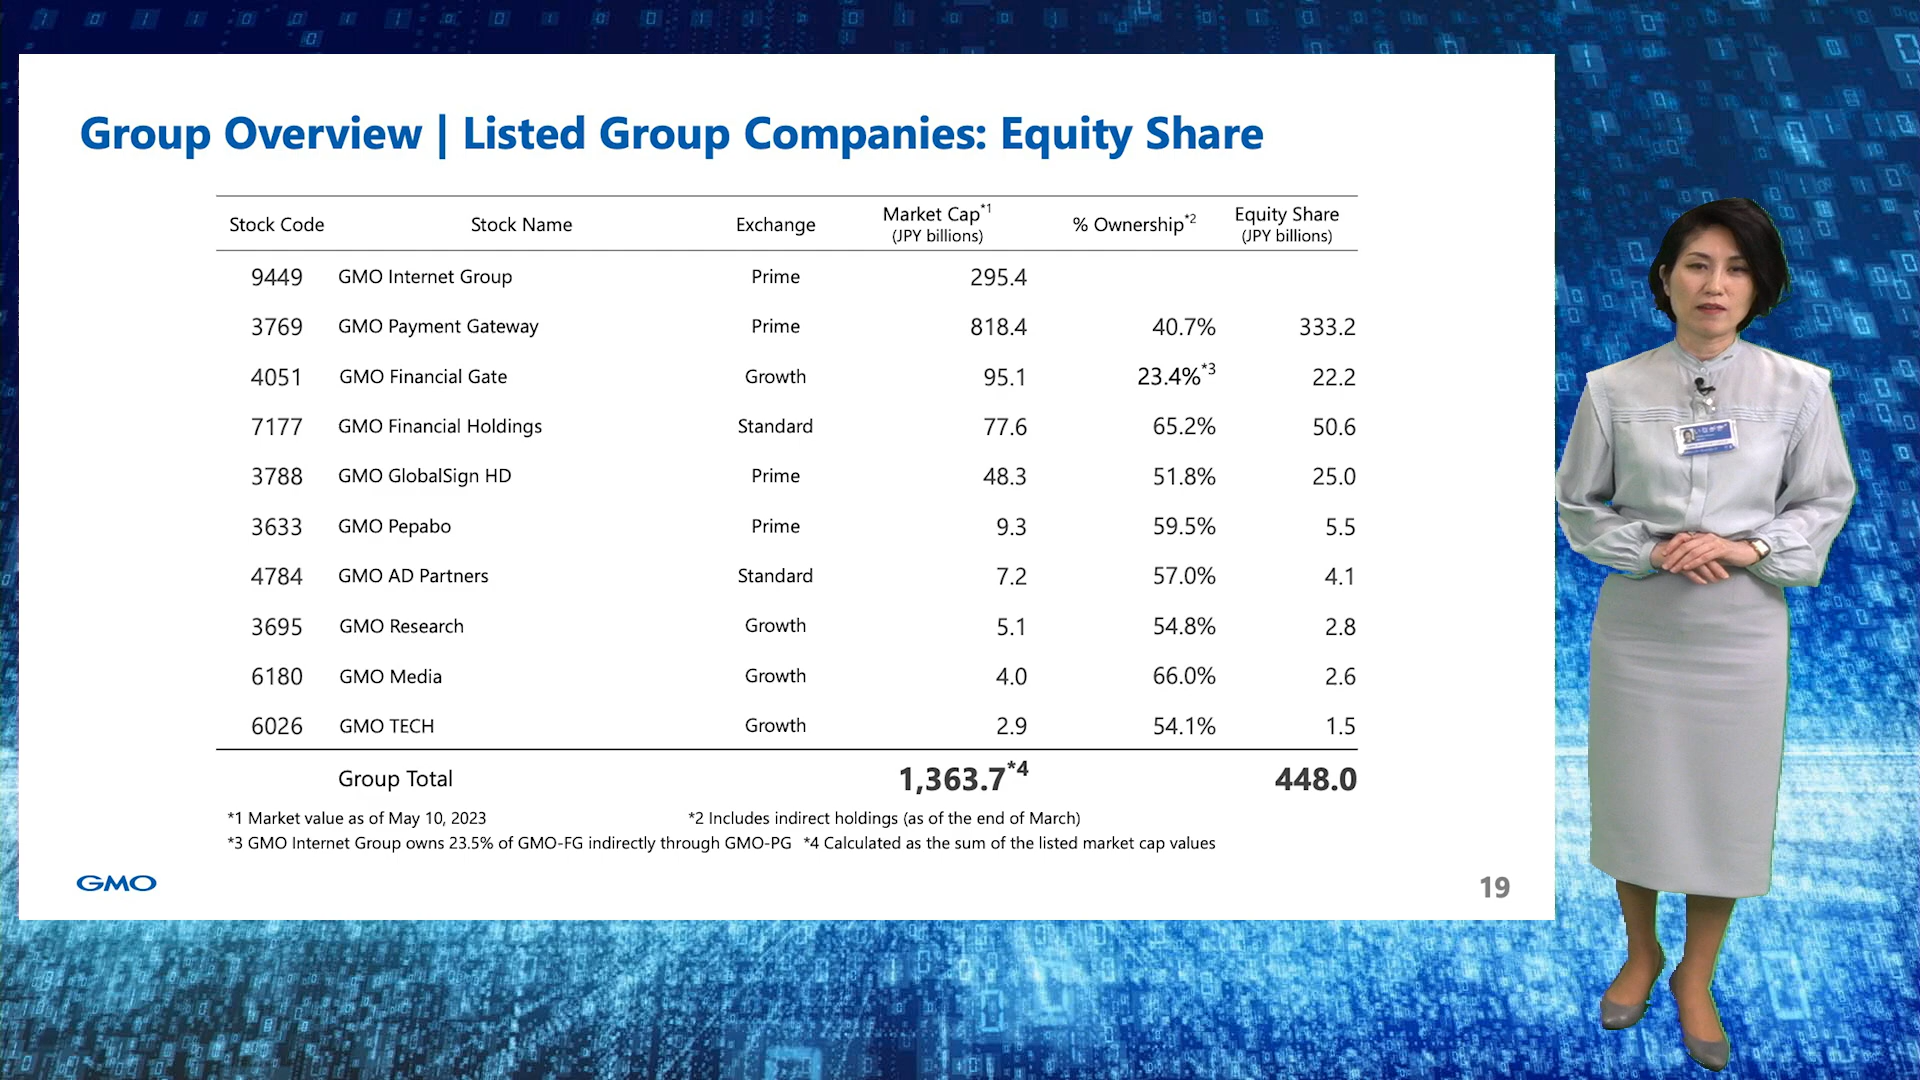 Group Overview | Listed Group Companies: Equity Share
Stock Code Stock Name Exchange Market Cap*1 (JPY billions) % Ownership*2 Equity Share (JPY billions)
9449 GMO Internet Group Prime 295.4
3769 GMO Payment Gateway Prime 818.4 40.7% 333.2
4051 GMO Financial Gate Growth 95.1 23.4%*3 22.2
7177 GMO Financial Holdings Standard 77.6 65.2% 50.6
3788 GMO GlobalSign HD Prime 48.3 51.8% 25.0
3633 GMO Pepabo Prime 9.3 59.5% 5.5
4784 GMO AD Partners Standard 7.2 57.0% 4.1
3695 GMO Research Growth 5.1 54.8% 2.8
6180 GMO Media Growth 4.0 66.0% 2.6
6026 GMO TECH Growth 2.9 54.1% 1.5
Group Total 1,363.7*4 448.0
*1 Market value as of May 10, 2023 *2 Includes indirect holdings (as of the end of March)
*3 GMO Internet Group owns 23.5% of GMO-FG indirectly through GMO-PG *4 Calculated as the sum of the listed market cap values
GMO 19